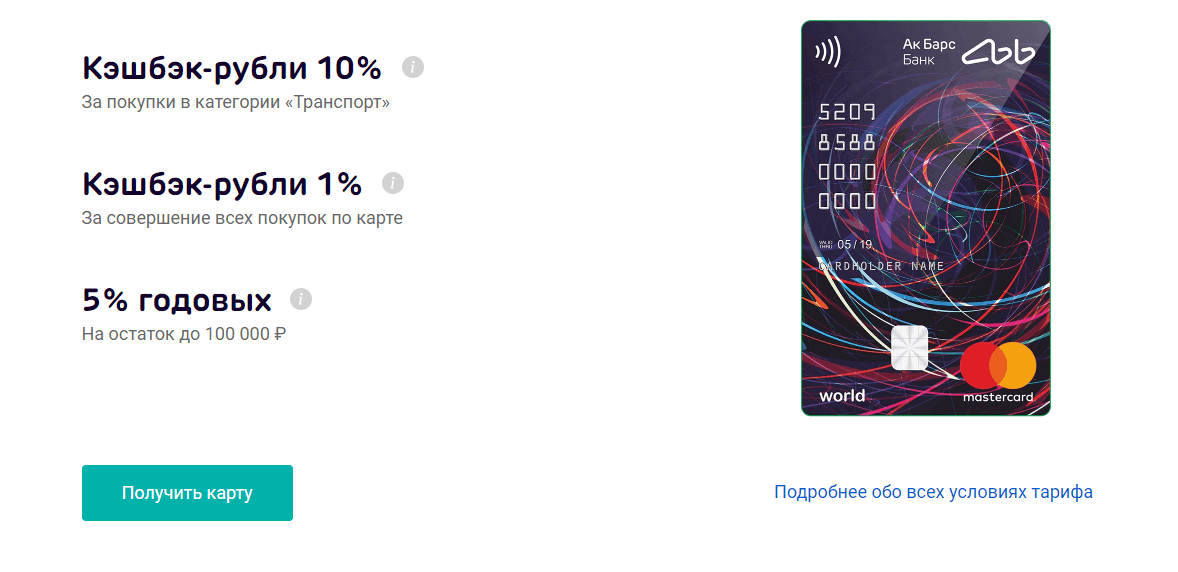 Кэшбэк-рубли 10%
За покупки в категории «Транспорт»
Кэшбэк-рубли 1%
За совершение всех покупок по карте
5% годовых
На остаток до 100 000 ₽
Получить карту
Ак Барс
Банк
5209
8588
0000
0000
VALID
THRU 05/19
CARDHOLDER NAME
world
mastercard
Подробнее обо всех условиях тарифа